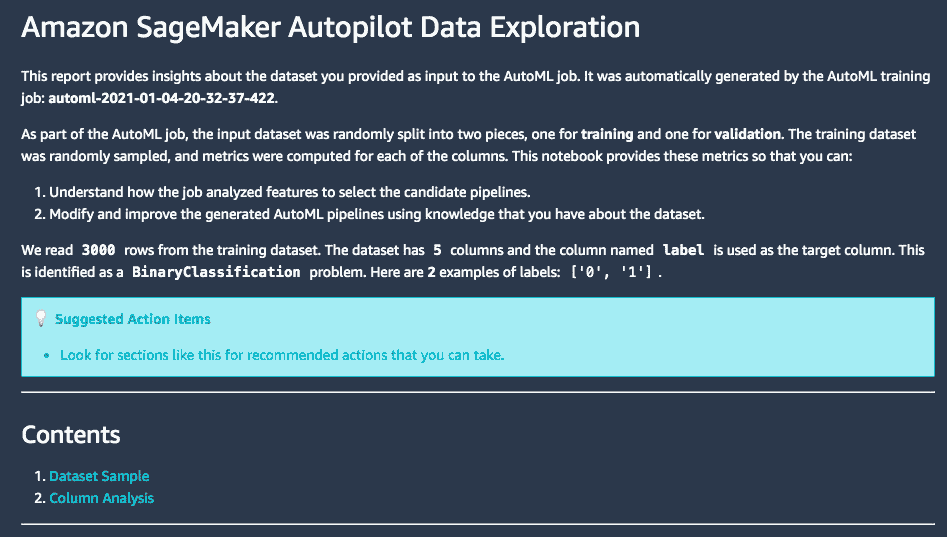 Amazon SageMaker Autopilot Data Exploration
This report provides insights about the dataset you provided as input to the AutoML job. It was automatically generated by the AutoML training
job: automl-2021-01-04-20-32-37-422.
As part of the AutoML job, the input dataset was randomly split into two pieces, one for training and one for validation. The training dataset
was randomly sampled, and metrics were computed for each of the columns. This notebook provides these metrics so that you can:
1. Understand how the job analyzed features to select the candidate pipelines.
2. Modify and improve the generated AutoML pipelines using knowledge that you have about the dataset.
We read 3000 rows from the training dataset. The dataset has 5 columns and the column named label is used as the target column. This
is identified as a BinaryClassification problem. Here are 2 examples of labels: ['0', '1'].
Suggested Action Items
• Look for sections like this for recommended actions that you can take.
Contents
1. Dataset Sample
2. Column Analysis